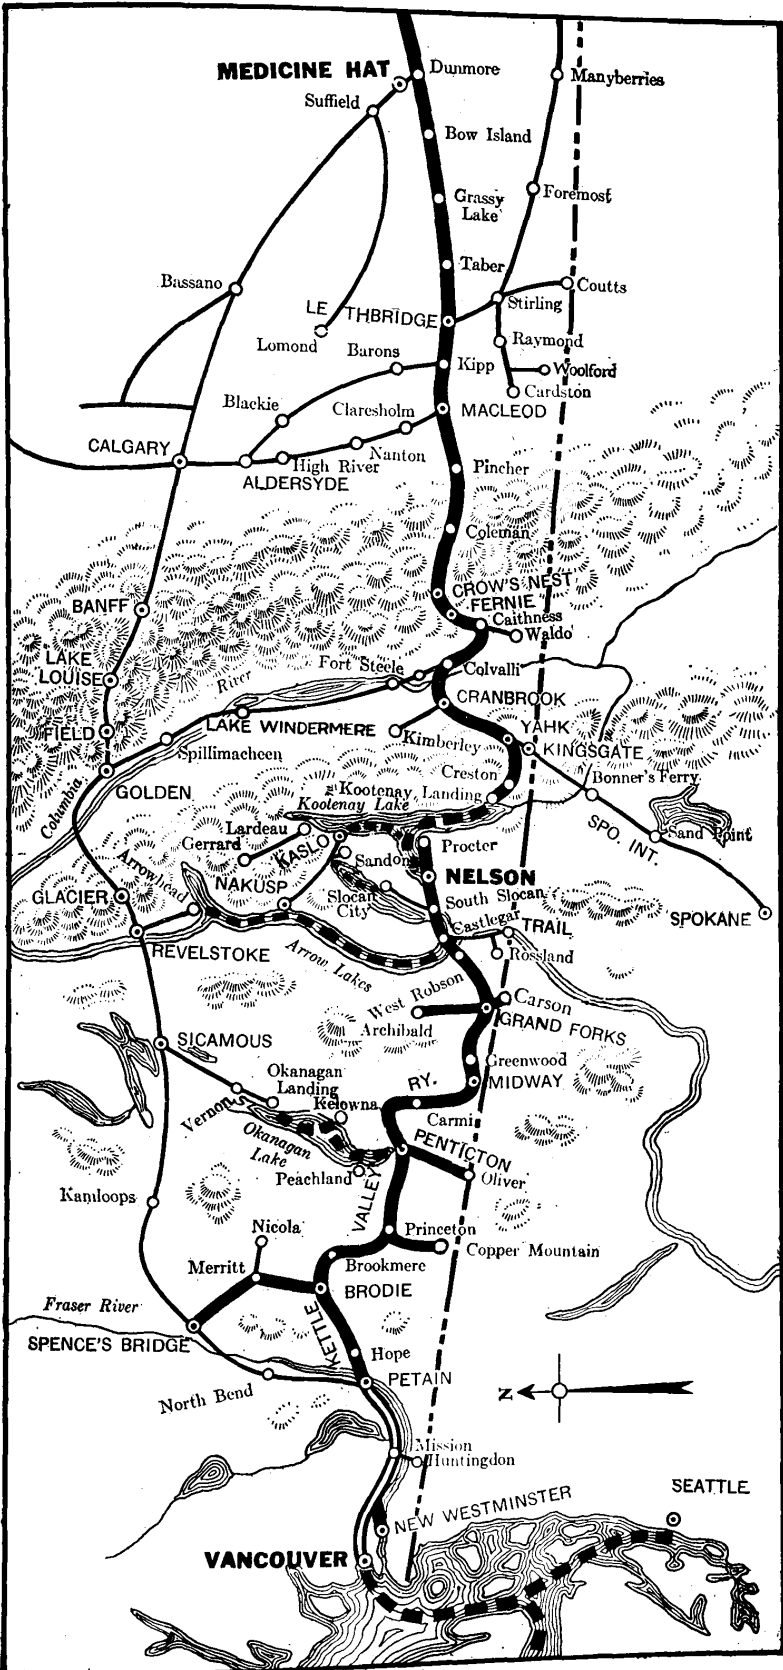 MEDICINE HAT
Dunmore
Manyberries
Suffield
Bow Island
Grassy
Lake
Foremost
Taber
Bassano
Coutts
LETHBRIDGE
Stirling
Lomond
Barons
Raymond
Kipp
Woolford
Cardston
Blackie
Claresholm
MACLEOD
CALGARY
High River
Nanton
ALDERSYDE
Pincher
Coleman
CROW'S NEST
FERNIE
BANFF
Caithness
Waldo
LAKE
LOUISE
Fort Steele
Colvalli
River
CRANBROOK
LAKE WINDERMERE
FIELD
Kimberley
YAHK
KINGSGATE
Spillimacheen
Creston
Bonner's Ferry
GOLDEN
Kootenay Landing
Kootenay Lake
Columbia
Lardeau
Gerrard
KASLO
SPO. INT.
Sand Point
Procter
Sandon
Arrowhead
NAKUSP
NELSON
GLACIER
Slocan
City
South Slocan
SPOKANE
Castlegar
TRAIL
REVELSTOKE
Arrow Lakes
Rossland
West Robson
Carson
Archibald
GRAND FORKS
SICAMOUS
Greenwood
Okanagan
Landing
RY.
MIDWAY
Vernon
Kelowna
Carmi
Okanagan
Lake
PENTICTON
Peachland
Oliver
Kamloops
VALLEY
Princeton
Nicola
Copper Mountain
Merritt
Brookmere
BRODIE
Fraser River
KETTLE
SPENCE'S BRIDGE
Hope
PETAIN
North Bend
N
Mission
Huntingdon
SEATTLE
NEW WESTMINSTER
VANCOUVER